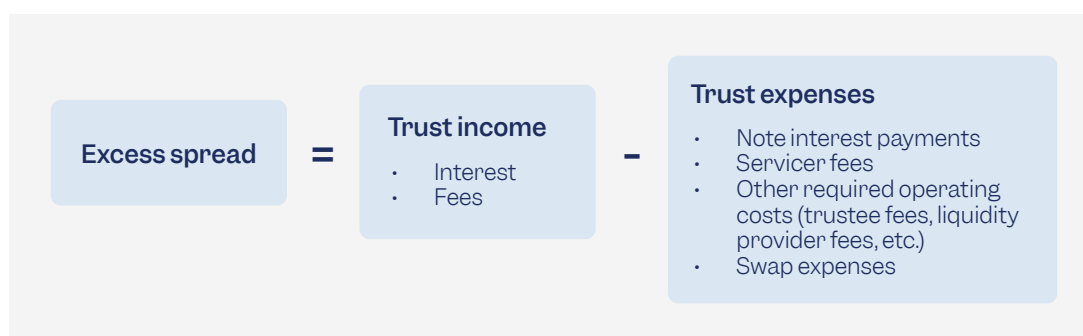 Excess spread
=
Trust income
• Interest
• Fees
-
Trust expenses
• Note interest payments
• Servicer fees
• Other required operating
costs (trustee fees, liquidity
provider fees, etc.)
• Swap expenses